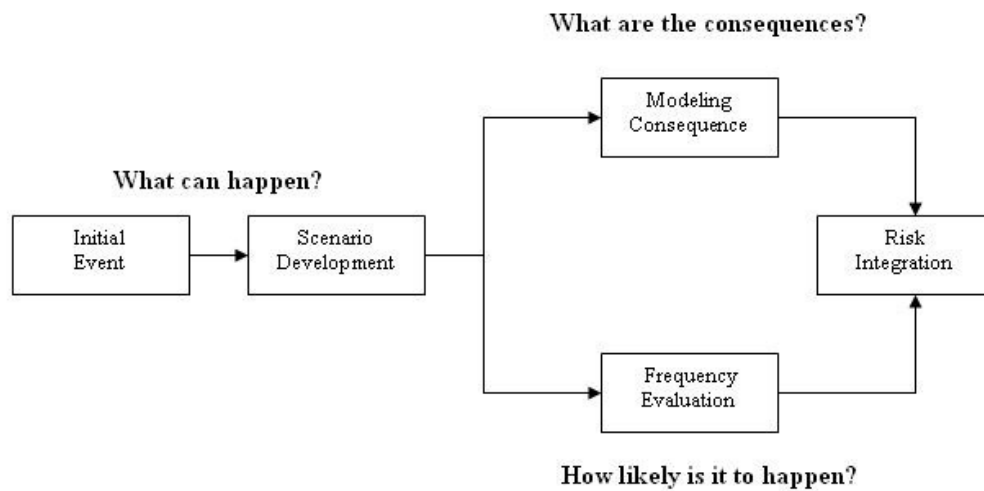 What are the consequences?
Modeling
Consequence
What can happen?
Initial
Event
Scenario
Development
Risk
Integration
Frequency
Evaluation
How likely is it to happen?